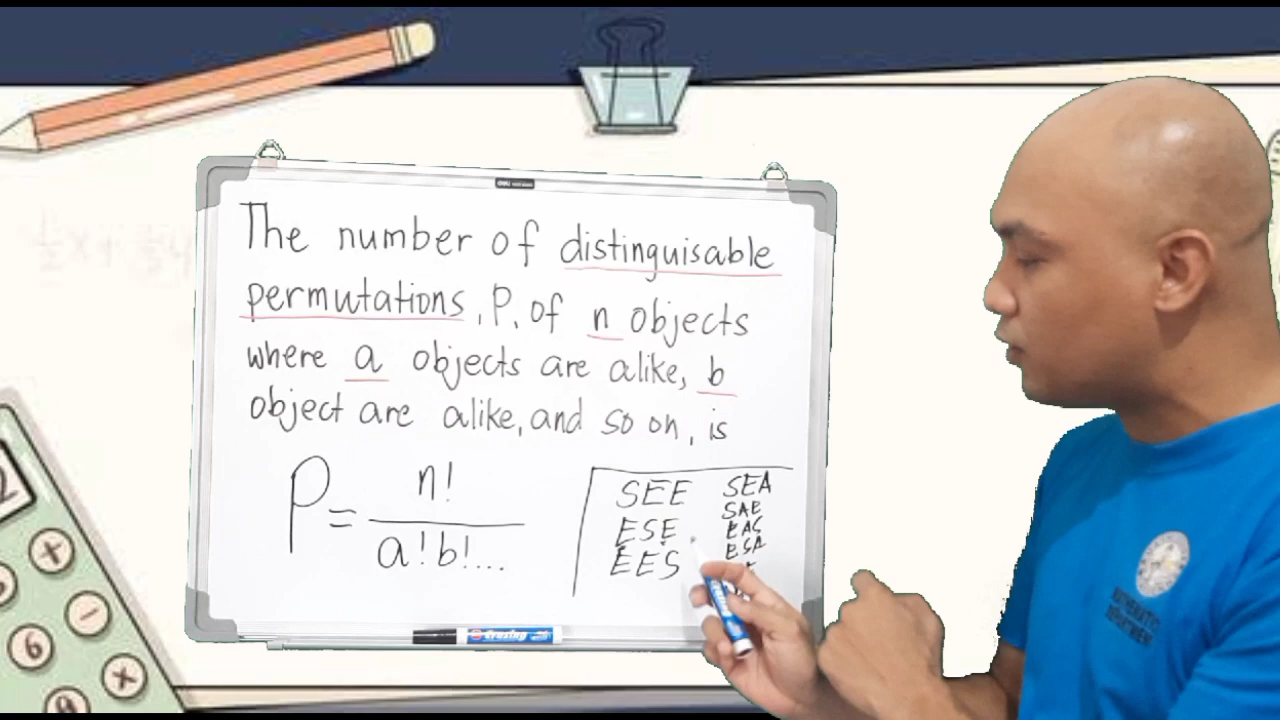 The number of distinguisable
permutations, P, of n objects
where a objects are alike, b
object are alike, and so on, is
P = n! / a!b!....
SEE SEA
ESE SAE
EES EAS
ESA
6